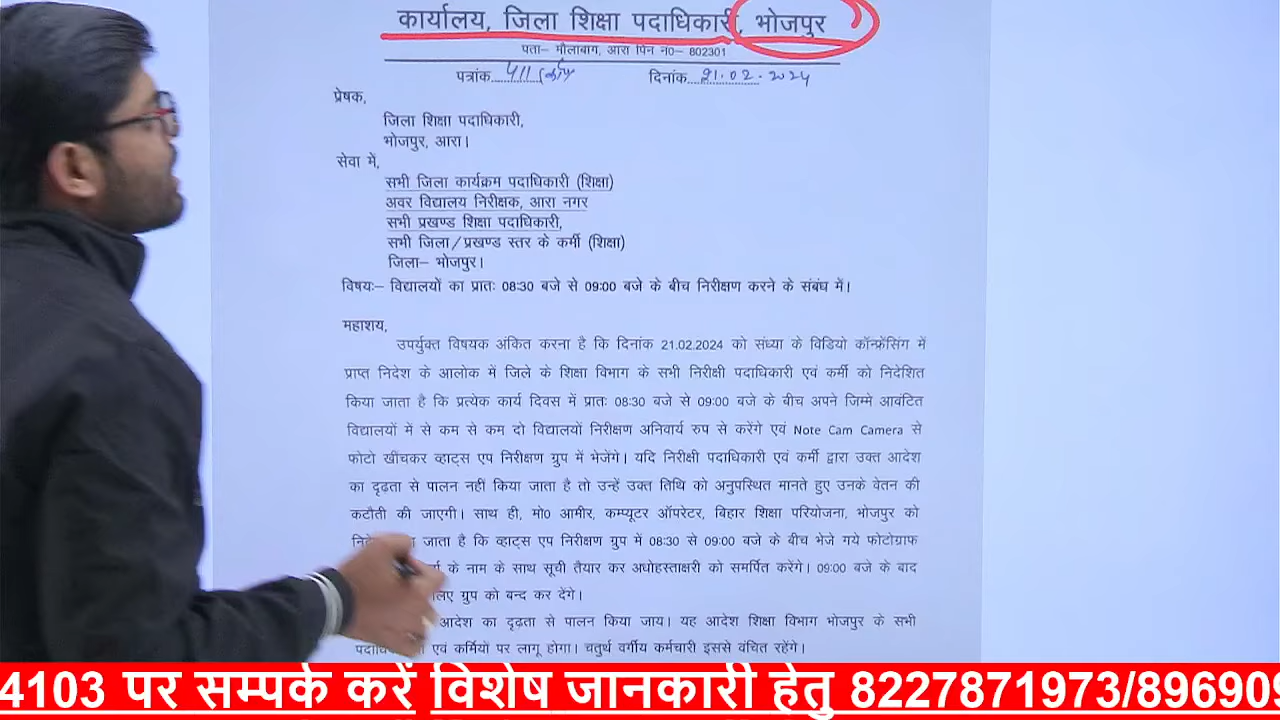 कार्यालय, जिला शिक्षा पदाधिकारी, भोजपुर
पता– मौलाबाग, आरा पिन न0– 802301
पत्रांक 411 दिनांक 21.02.2024
प्रेषक,
जिला शिक्षा पदाधिकारी,
भोजपुर, आरा।
सेवा में,
सभी जिला कार्यक्रम पदाधिकारी (शिक्षा)
अवर विद्यालय निरीक्षक, आरा नगर
सभी प्रखण्ड शिक्षा पदाधिकारी,
सभी जिला/प्रखण्ड स्तर के कर्मी (शिक्षा)
जिला– भोजपुर।
विषयः– विद्यालयों का प्रातः 08:30 बजे से 09:00 बजे के बीच निरीक्षण करने के संबंध में।
महाशय,
उपर्युक्त विषयक अंकित करना है कि दिनांक 21.02.2024 को संध्या के विडियो कॉन्फ्रेंसिंग में
प्राप्त निदेश के आलोक में जिले के शिक्षा विभाग के सभी निरीक्षी पदाधिकारी एवं कर्मी को निदेशित
किया जाता है कि प्रत्येक कार्य दिवस में प्रातः 08:30 बजे से 09:00 बजे के बीच अपने जिम्मे आवंटित
विद्यालयों में से कम से कम दो विद्यालयों निरीक्षण अनिवार्य रुप से करेंगे एवं Note Cam Camera से
फोटो खींचकर व्हाट्स एप निरीक्षण ग्रुप में भेजेंगे। यदि निरीक्षी पदाधिकारी एवं कर्मी द्वारा उक्त आदेश
का दृढ़ता से पालन नहीं किया जाता है तो उन्हें उक्त तिथि को अनुपस्थित मानते हुए उनके वेतन की
कटौती की जाएगी। साथ ही, मो0 आमीर, कम्प्यूटर ऑपरेटर, बिहार शिक्षा परियोजना, भोजपुर को
जाता है कि व्हाट्स एप निरीक्षण ग्रुप में 08:30 से 09:00 बजे के बीच भेजे गये फोटोग्राफ
के नाम के साथ सूची तैयार कर अधोहस्ताक्षरी को समर्पित करेंगे। 09:00 बजे के बाद
लिए ग्रुप को बन्द कर देंगे।
आदेश का दृढ़ता से पालन किया जाय। यह आदेश शिक्षा विभाग भोजपुर के सभी
एवं कर्मियों पर लागू होगा। चतुर्थ वर्गीय कर्मचारी इससे वंचित रहेंगे।
4103 पर सम्पर्क करें विशेष जानकारी हेतु 8227871973/896909